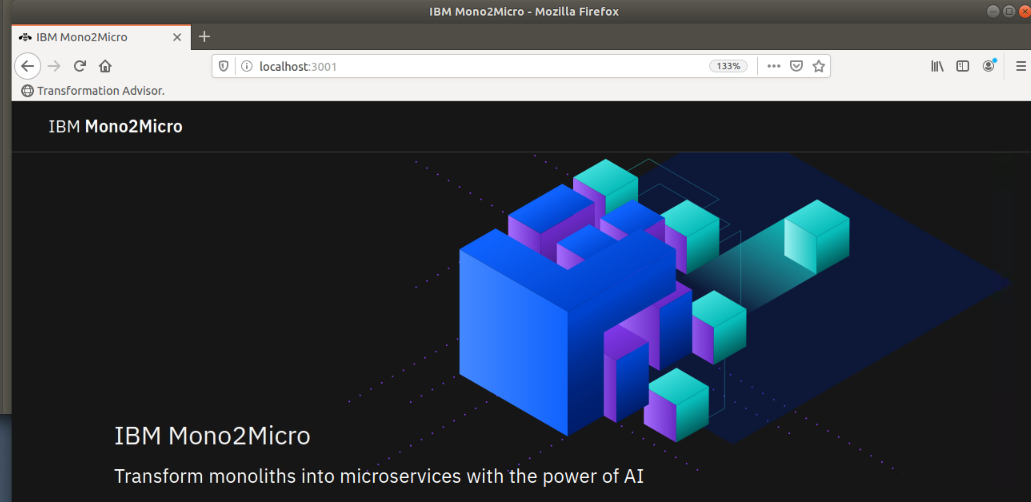 IBM Mono2Micro - Mozilla Firefox
IBM Mono2Micro
localhost:3001
133%
Transformation Advisor.
IBM Mono2Micro
IBM Mono2Micro
Transform monoliths into microservices with the power of AI